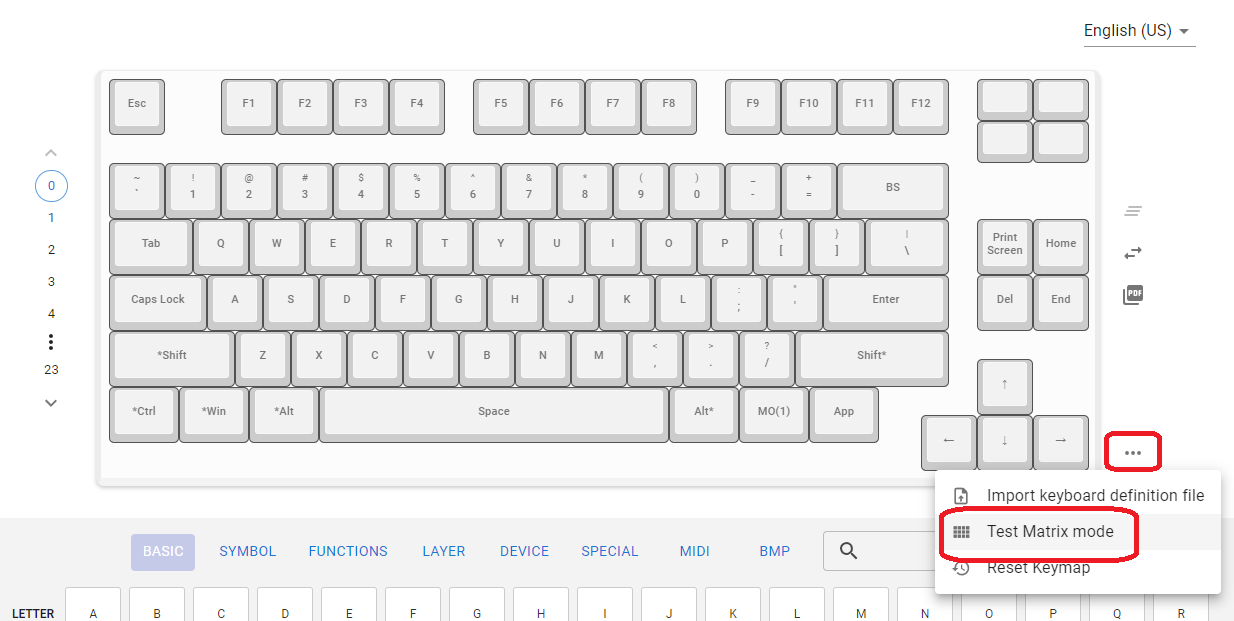 English (US)
Esc F1 F2 F3 F4 F5 F6 F7 F8 F9 F10 F11 F12
0
1
2
3
4
23
~ ! @ # $ % ^ & * ( ) _ +
` 1 2 3 4 5 6 7 8 9 0 - = BS
Tab Q W E R T Y U I O P { [ } ] | \ Print Screen Home
Caps Lock A S D F G H J K L : ; " ' Enter Del End
PDF
*Shift Z X C V B N M < , > . ? / Shift* ↑
*Ctrl *Win *Alt Space Alt* MO(1) App ← ↓ →
Import keyboard definition file
Test Matrix mode
Reset Keymap
BASIC SYMBOL FUNCTIONS LAYER DEVICE SPECIAL MIDI BMP
LETTER A B C D E F G H I J K L M N O P Q R